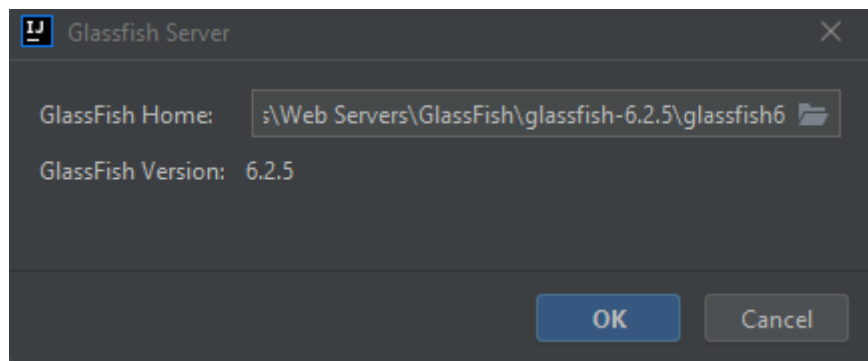 IJ Glassfish Server
GlassFish Home: s\Web Servers\GlassFish\glassfish-6.2.5\glassfish6
GlassFish Version: 6.2.5
OK Cancel